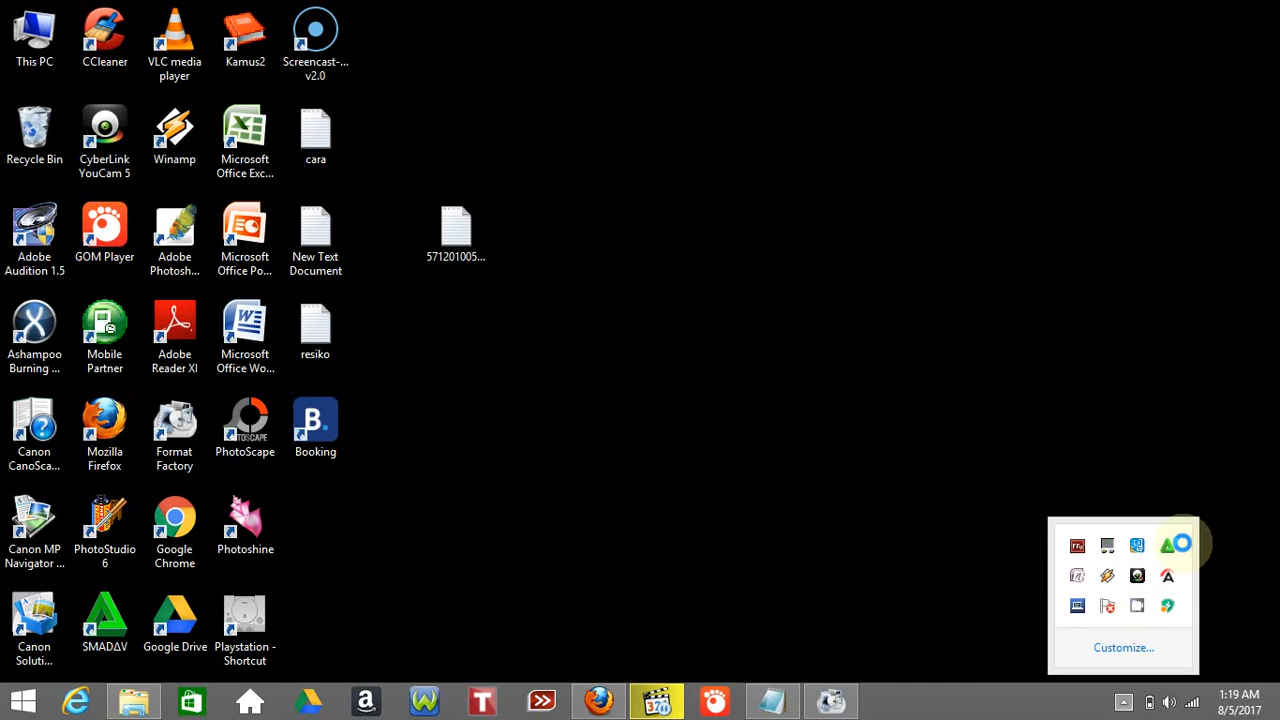 This PC
CCleaner
VLC media
player
Kamus2
Screencast-...
v2.0
Recycle Bin
CyberLink
YouCam 5
Winamp
Microsoft
Office Exc...
cara
Adobe
Audition 1.5
GOM Player
Adobe
Photosh...
Microsoft
Office Po...
New Text
Document
571201005...
Ashampoo
Burning ...
Mobile
Partner
Adobe
Reader XI
Microsoft
Office Wo...
resiko
Canon
CanoSca...
Mozilla
Firefox
Format
Factory
PHOTOSCAPE
PhotoScape
B.
Booking
Canon MP
Navigator ...
PhotoStudio
6
Google
Chrome
Photoshine
Canon
Soluti...
SMADΔV
Google Drive
Playstation -
Shortcut
Customize...
1:19 AM
8/5/2017